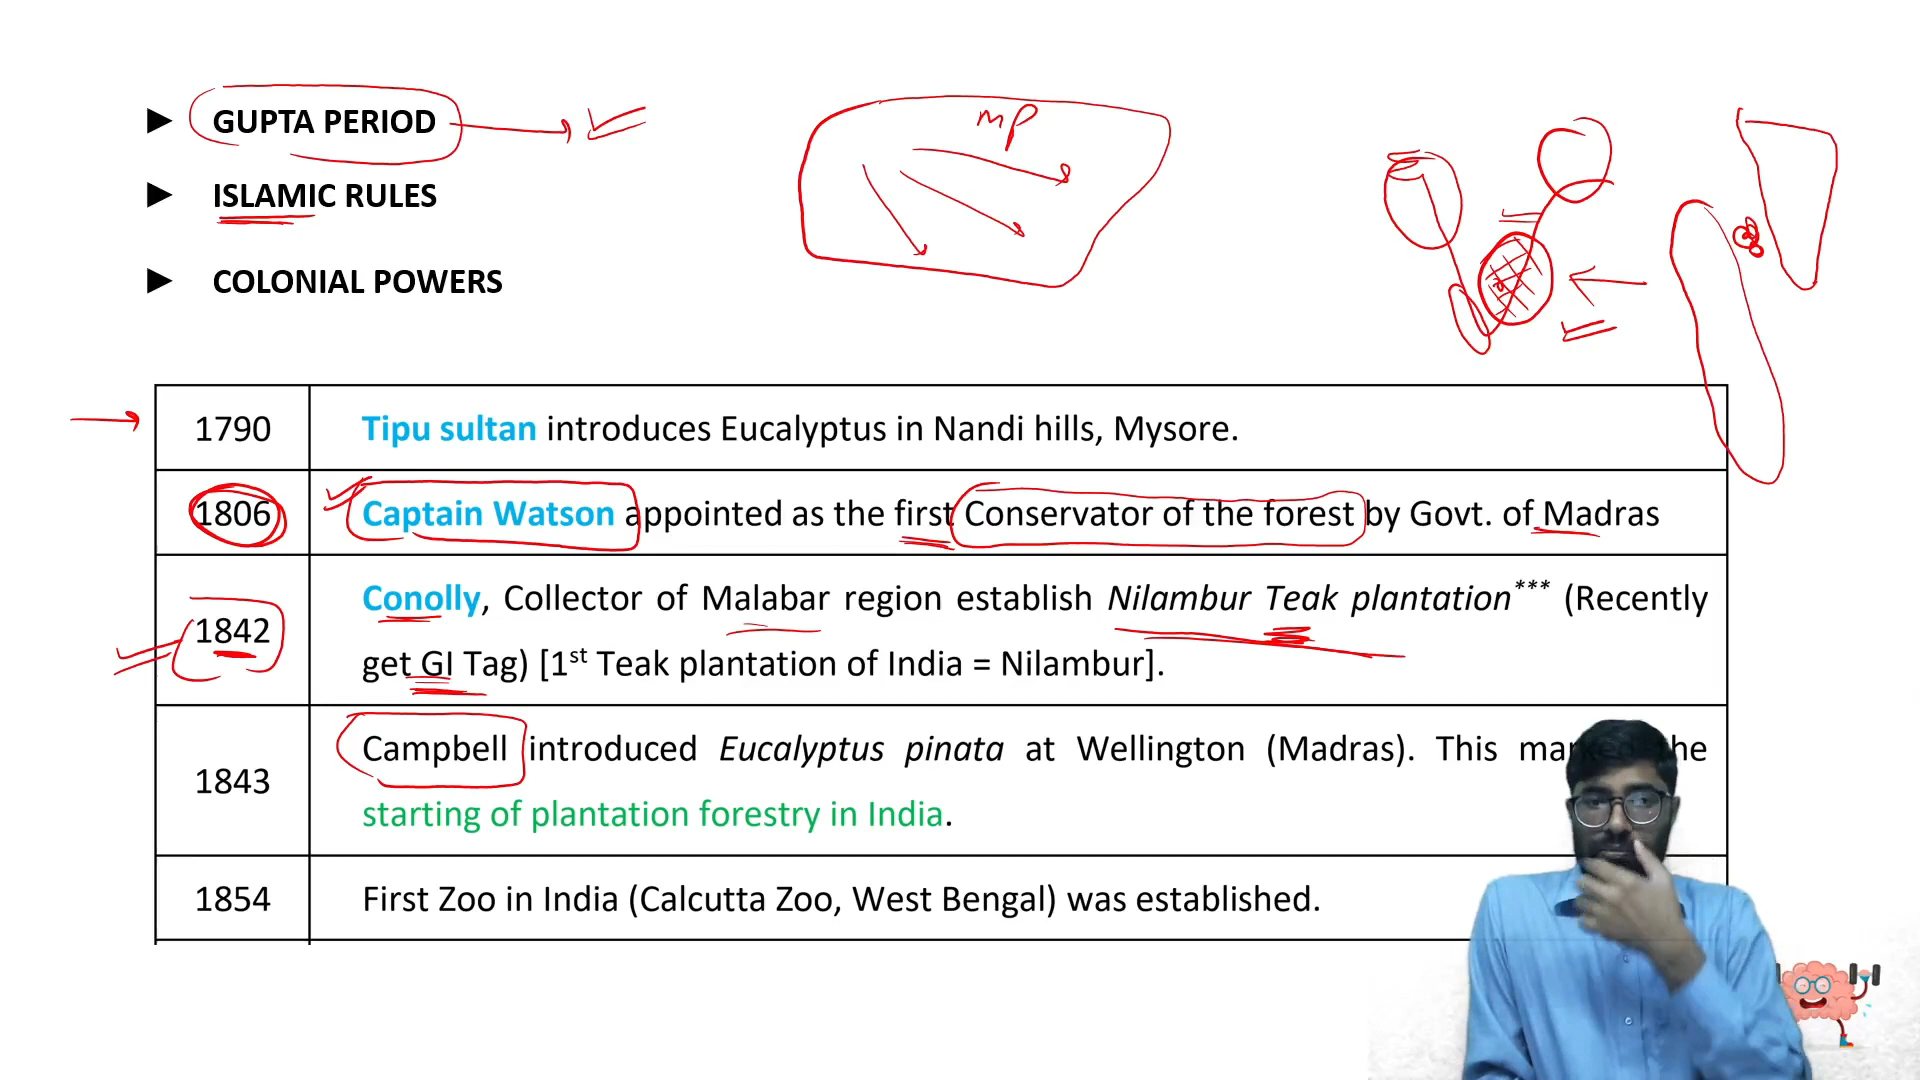 ► GUPTA PERIOD
mp
► ISLAMIC RULES
► COLONIAL POWERS
1790 Tipu sultan introduces Eucalyptus in Nandi hills, Mysore.
1806 Captain Watson appointed as the first Conservator of the forest by Govt. of Madras
1842 Conolly, Collector of Malabar region establish Nilambur Teak plantation*** (Recently
get GI Tag) [1st Teak plantation of India = Nilambur].
1843 Campbell introduced Eucalyptus pinata at Wellington (Madras). This the
starting of plantation forestry in India.
1854 First Zoo in India (Calcutta Zoo, West Bengal) was established.